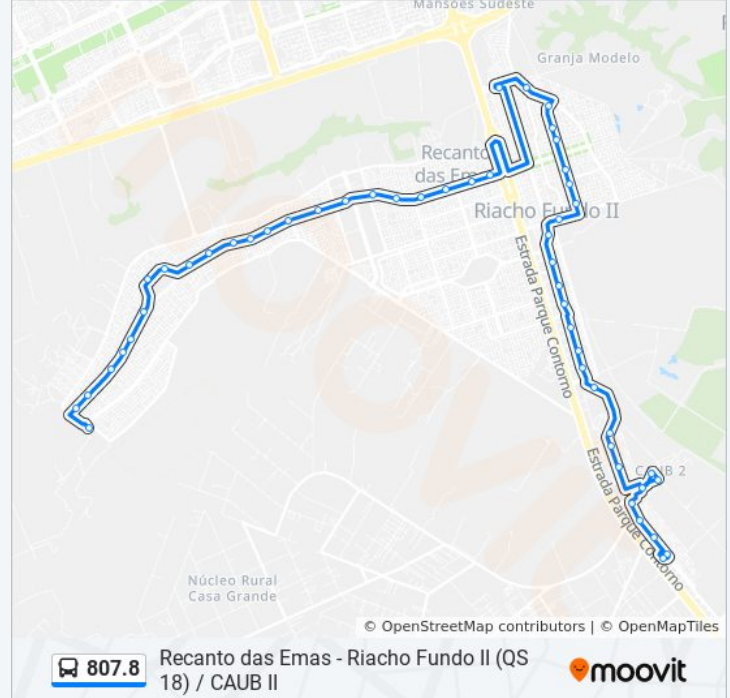 Mansões Sudeste
Granja Modelo
Recanto
das Em
Riacho Fundo II
Estrada Parque Contorno
CAUB 2
Estrada Parque Contorno
Núcleo Rural
Casa Grande
© OpenStreetMap contributors | © OpenMapTiles
807.8
Recanto das Emas - Riacho Fundo II (QS
18) / CAUB II
moovit